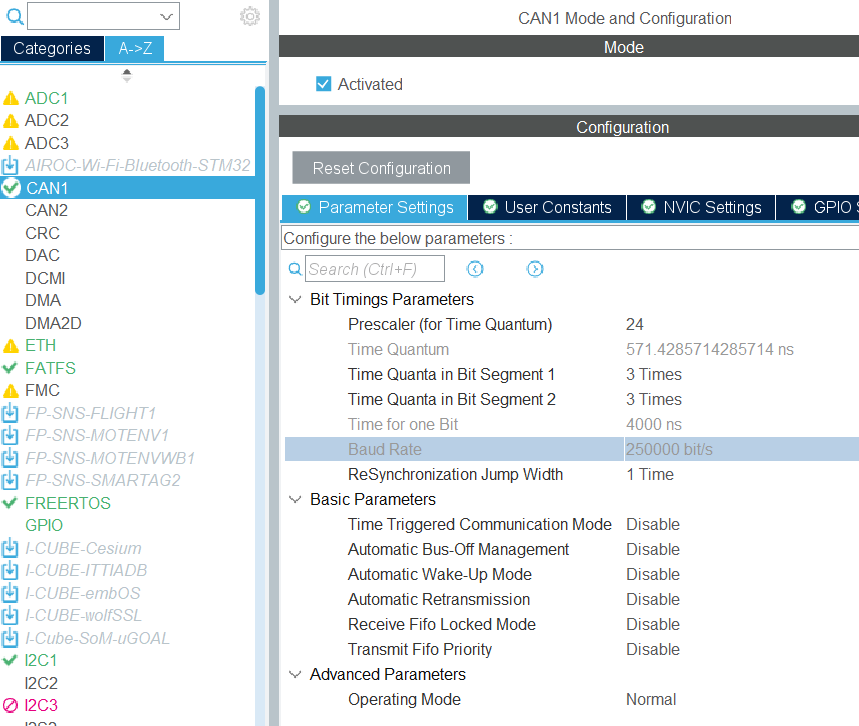 CAN1 Mode and Configuration
Categories A->Z
ADC1
ADC2
ADC3
AIROC-Wi-Fi-Bluetooth-STM32
CAN1
CAN2
CRC
DAC
DCMI
DMA
DMA2D
ETH
FATFS
FMC
FP-SNS-FLIGHT1
FP-SNS-MOTENV1
FP-SNS-MOTENVWB1
FP-SNS-SMARTAG2
FREERTOS
GPIO
I-CUBE-Cesium
I-CUBE-ITTIADB
I-CUBE-embOS
I-CUBE-wolfSSL
I-Cube-SoM-uGOAL
I2C1
I2C2
I2C3
Mode
Activated
Configuration
Reset Configuration
Parameter Settings User Constants NVIC Settings GPIO S
Configure the below parameters :
Search (Ctrl+F)
Bit Timings Parameters
Prescaler (for Time Quantum) 24
Time Quantum 571.4285714285714 ns
Time Quanta in Bit Segment 1 3 Times
Time Quanta in Bit Segment 2 3 Times
Time for one Bit 4000 ns
Baud Rate 250000 bit/s
ReSynchronization Jump Width 1 Time
Basic Parameters
Time Triggered Communication Mode Disable
Automatic Bus-Off Management Disable
Automatic Wake-Up Mode Disable
Automatic Retransmission Disable
Receive Fifo Locked Mode Disable
Transmit Fifo Priority Disable
Advanced Parameters
Operating Mode Normal